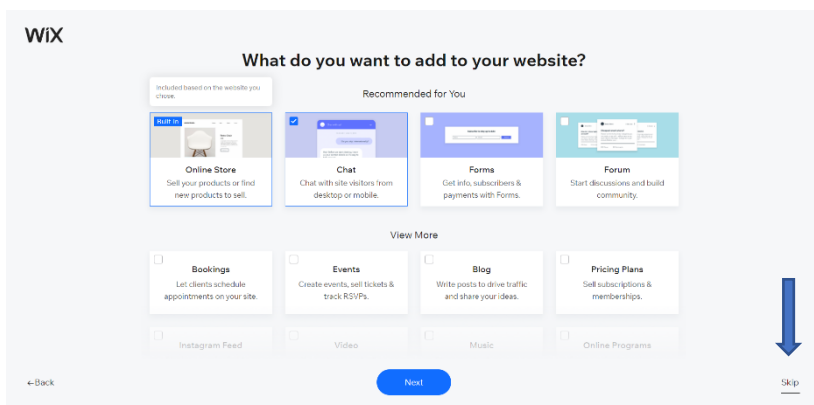 WiX
What do you want to add to your website?
Included based on the website you
chose.
Recommended for You
Built in
Online Store
Sell your products or find
new products to sell.
Chat
Chat with site visitors from
desktop or mobile.
Forms
Get info, subscribers &
payments with Forms.
Forum
Start discussions and build
community.
View More
Bookings
Let clients schedule
appointments on your site.
Events
Create events, sell tickets &
track RSVPs.
Blog
Write posts to drive traffic
and share your ideas.
Pricing Plans
Sell subscriptions &
memberships.
Instagram Feed
Video
Music
Online Programs
←Back
Next
Skip